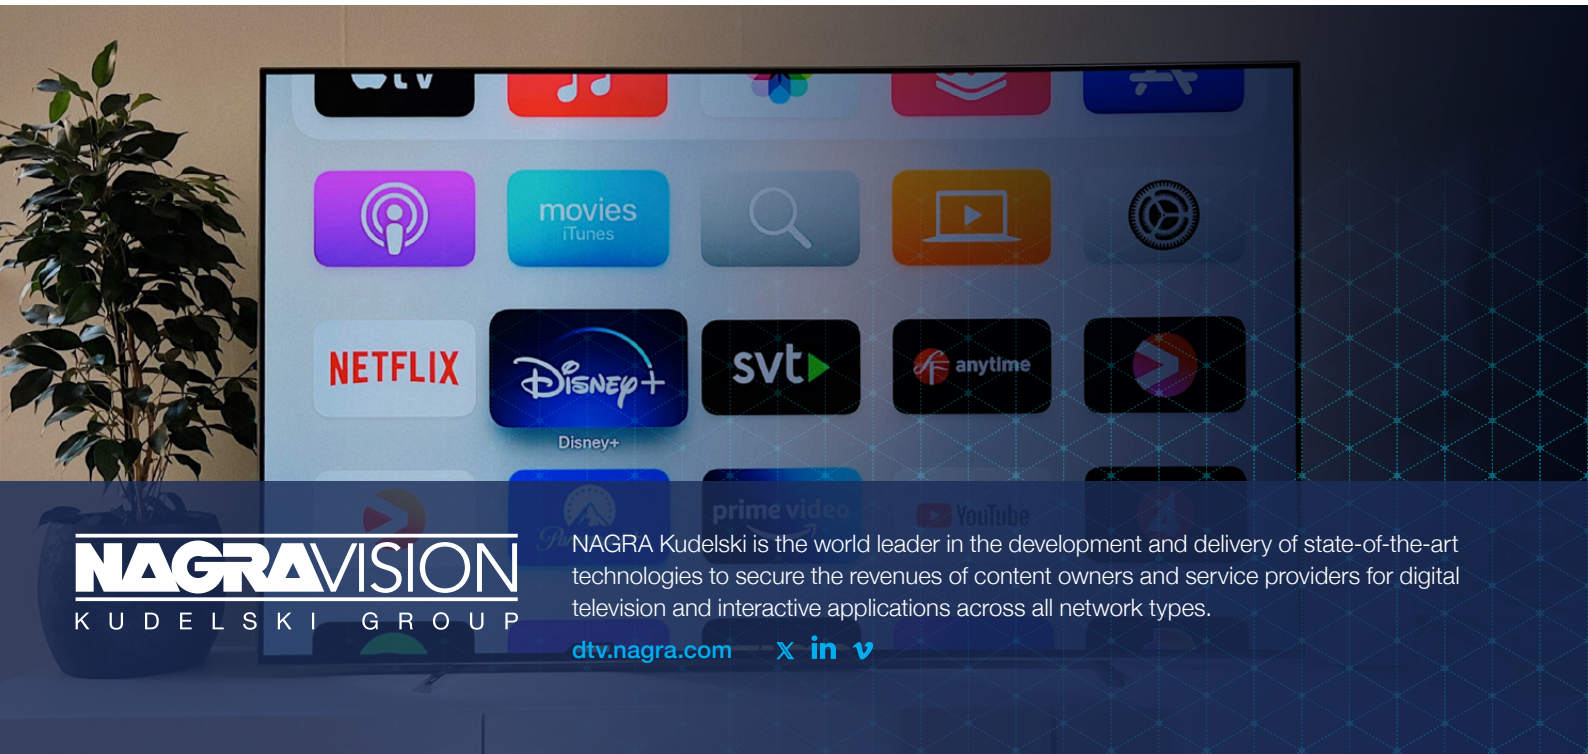 tv
movies
iTunes
NETFLIX
Disney+
svt
anytime
Disney+
prime video
YouTube
NAGRAVISION
KUDELSKI GROUP
NAGRA Kudelski is the world leader in the development and delivery of state-of-the-art
technologies to secure the revenues of content owners and service providers for digital
television and interactive applications across all network types.
dtv.nagra.com